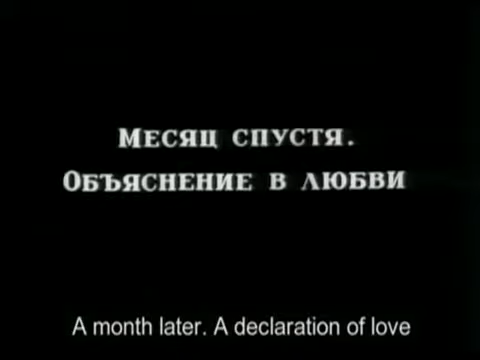 Месяц спустя.
Объяснение в любви
A month later. A declaration of love